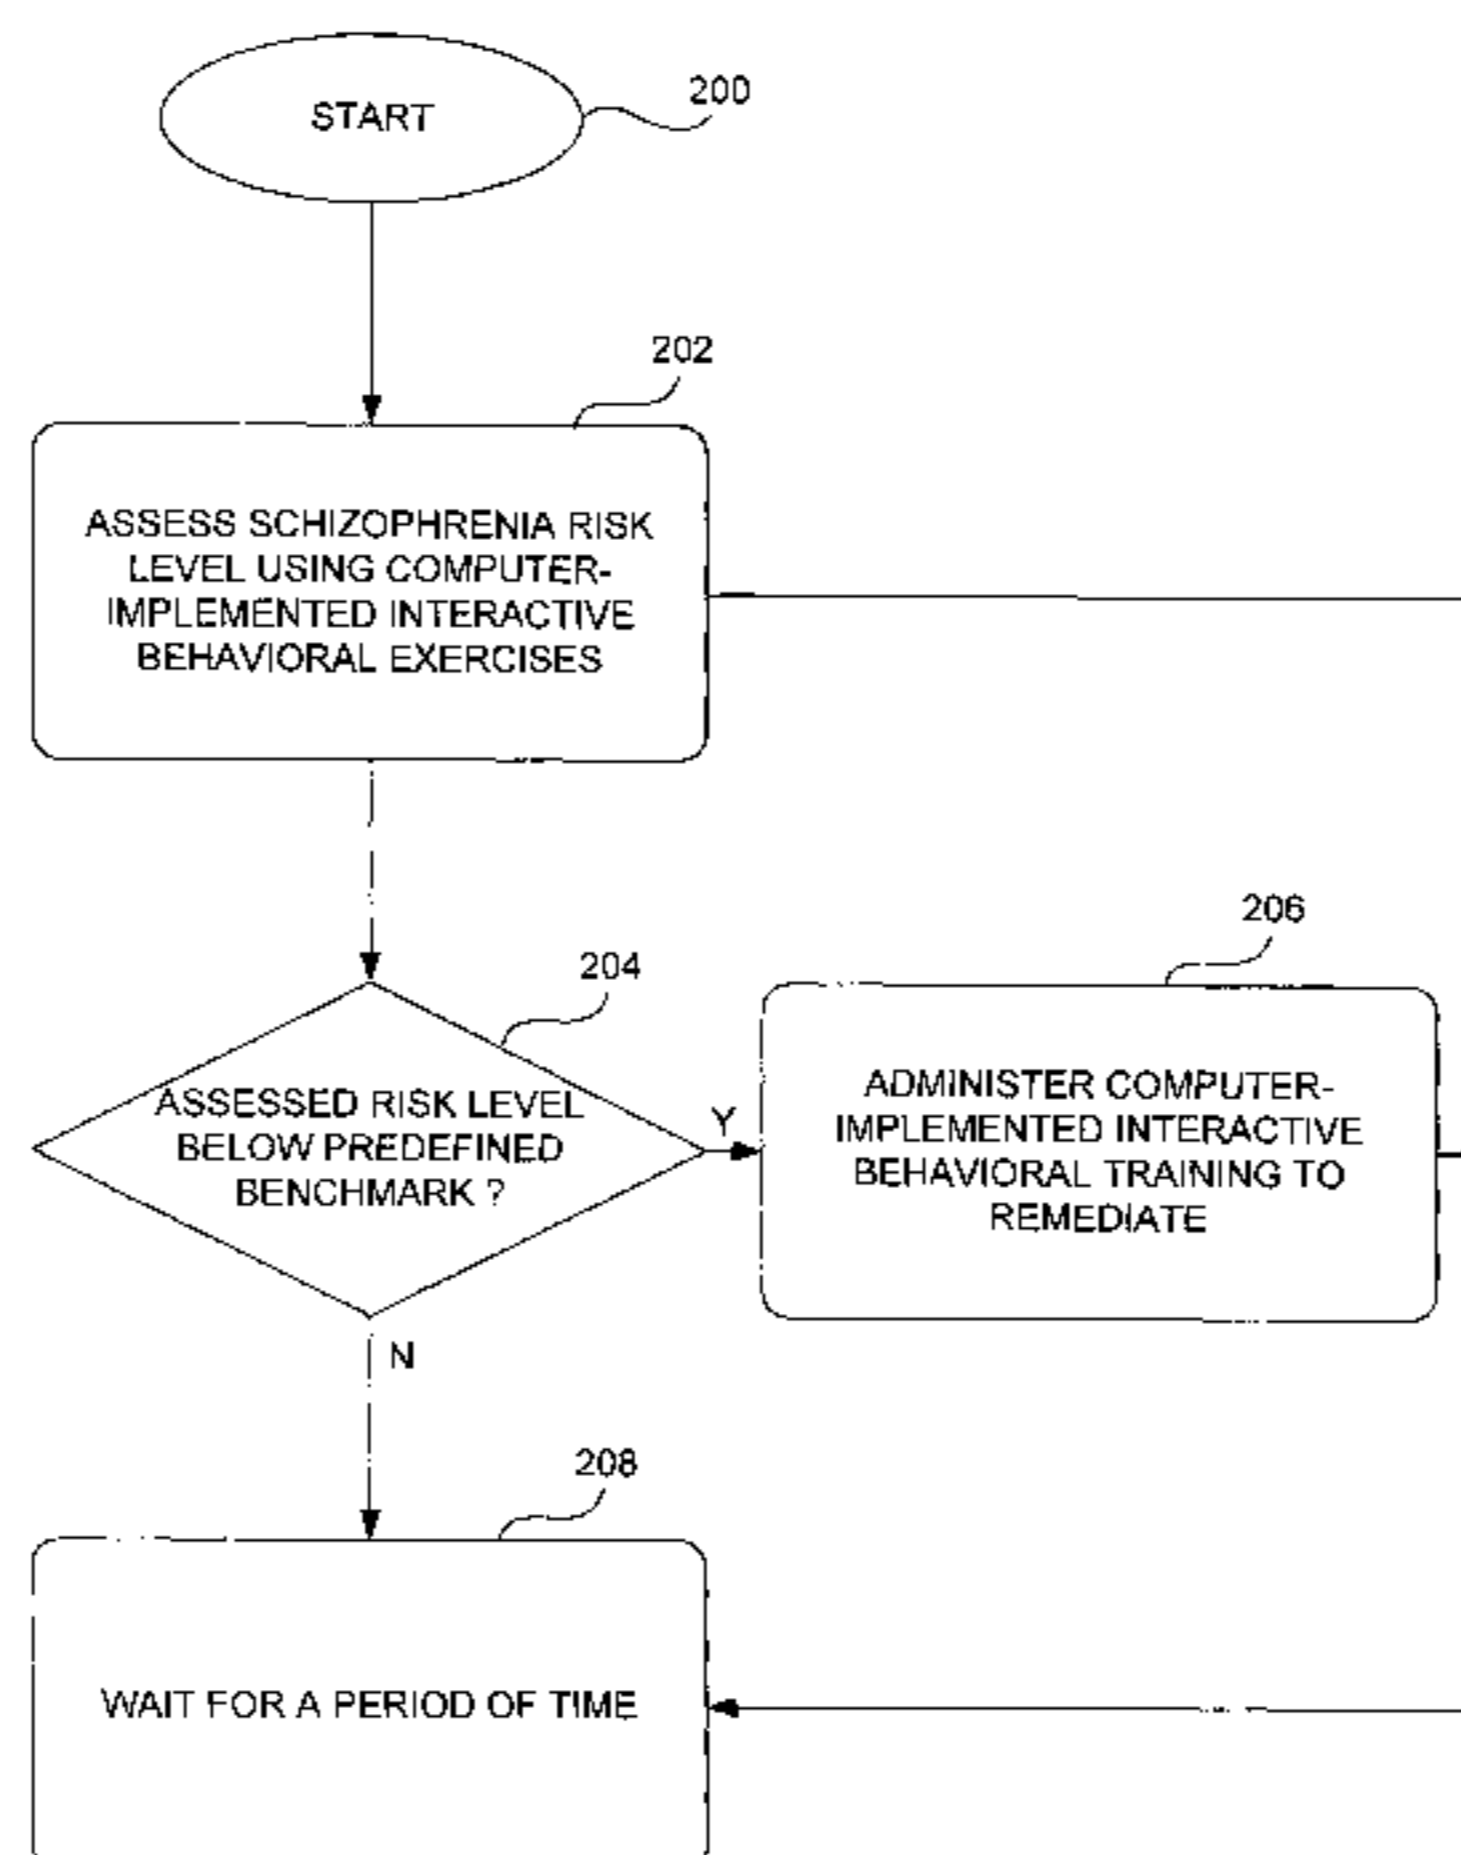 START
200
202
ASSESS SCHIZOPHRENIA RISK
LEVEL USING COMPUTER-
IMPLEMENTED INTERACTIVE
BEHAVIORAL EXERCISES
204
206
ASSESSED RISK LEVEL
BELOW PREDEFINED
BENCHMARK ?
Y
ADMINISTER COMPUTER-
IMPLEMENTED INTERACTIVE
BEHAVIORAL TRAINING TO
REMEDIATE
N
208
WAIT FOR A PERIOD OF TIME